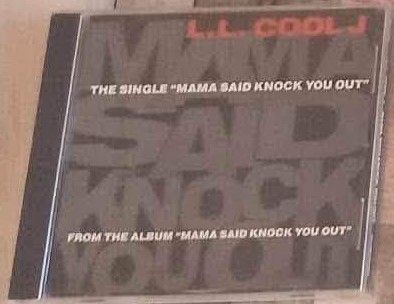 L.L. COOL J
MAMA
THE SINGLE "MAMA SAID KNOCK YOU OUT"
SAID
KNOCK
FROM THE ALBUM "MAMA SAID KNOCK YOU OUT"
YOU OUT